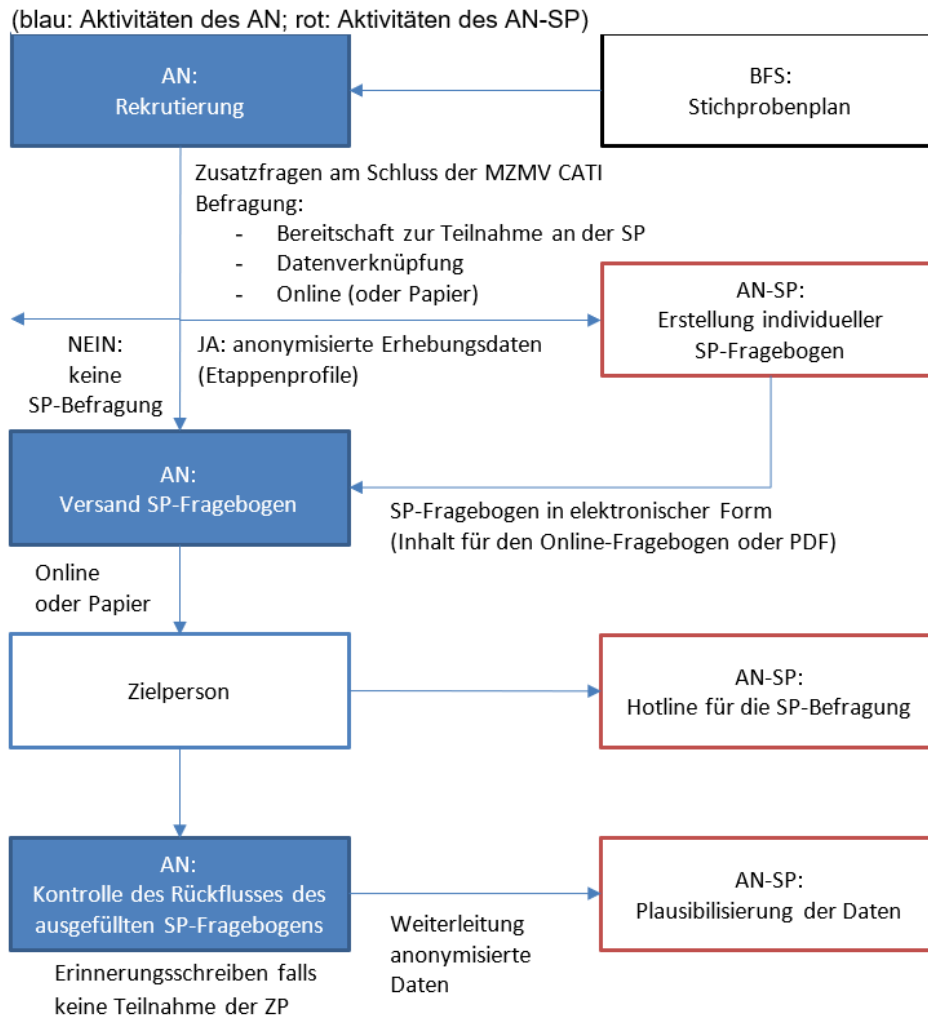 (blau: Aktivitäten des AN; rot: Aktivitäten des AN-SP)
AN:
Rekrutierung
BFS:
Stichprobenplan
Zusatzfragen am Schluss der MZMV CATI
Befragung:
- Bereitschaft zur Teilnahme an der SP
- Datenverknüpfung
- Online (oder Papier)
AN-SP:
Erstellung individueller
SP-Fragebogen
NEIN:
keine
SP-Befragung
JA: anonymisierte Erhebungsdaten
(Etappenprofile)
AN:
Versand SP-Fragebogen
SP-Fragebogen in elektronischer Form
(Inhalt für den Online-Fragebogen oder PDF)
Online
oder Papier
Zielperson
AN-SP:
Hotline für die SP-Befragung
AN:
Kontrolle des Rückflusses des
ausgefüllten SP-Fragebogens
Weiterleitung
anonymisierte
Daten
AN-SP:
Plausibilisierung der Daten
Erinnerungsschreiben falls
keine Teilnahme der ZP